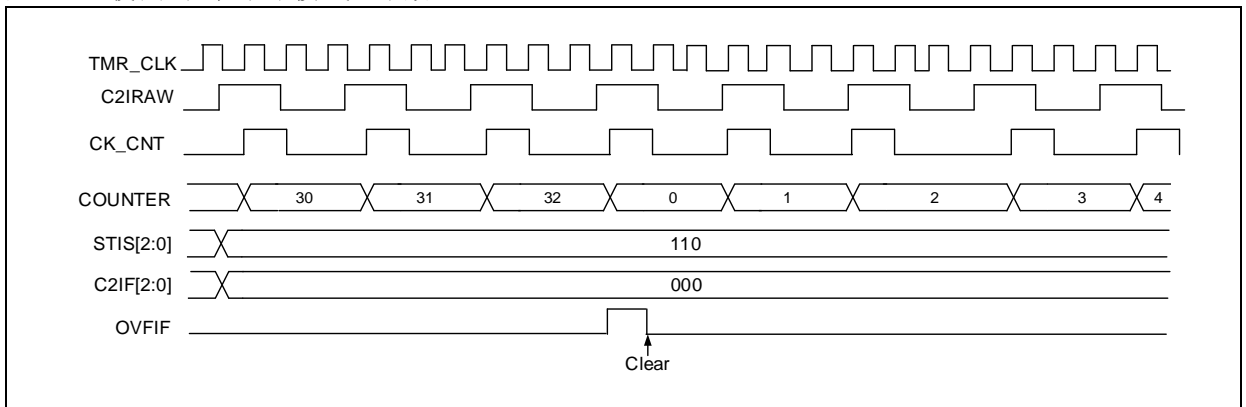 TMR_CLK
C2IRAW
CK_CNT
COUNTER 30 31 32 0 1 2 3 4
STIS[2:0] 110
C2IF[2:0] 000
OVFIF
Clear